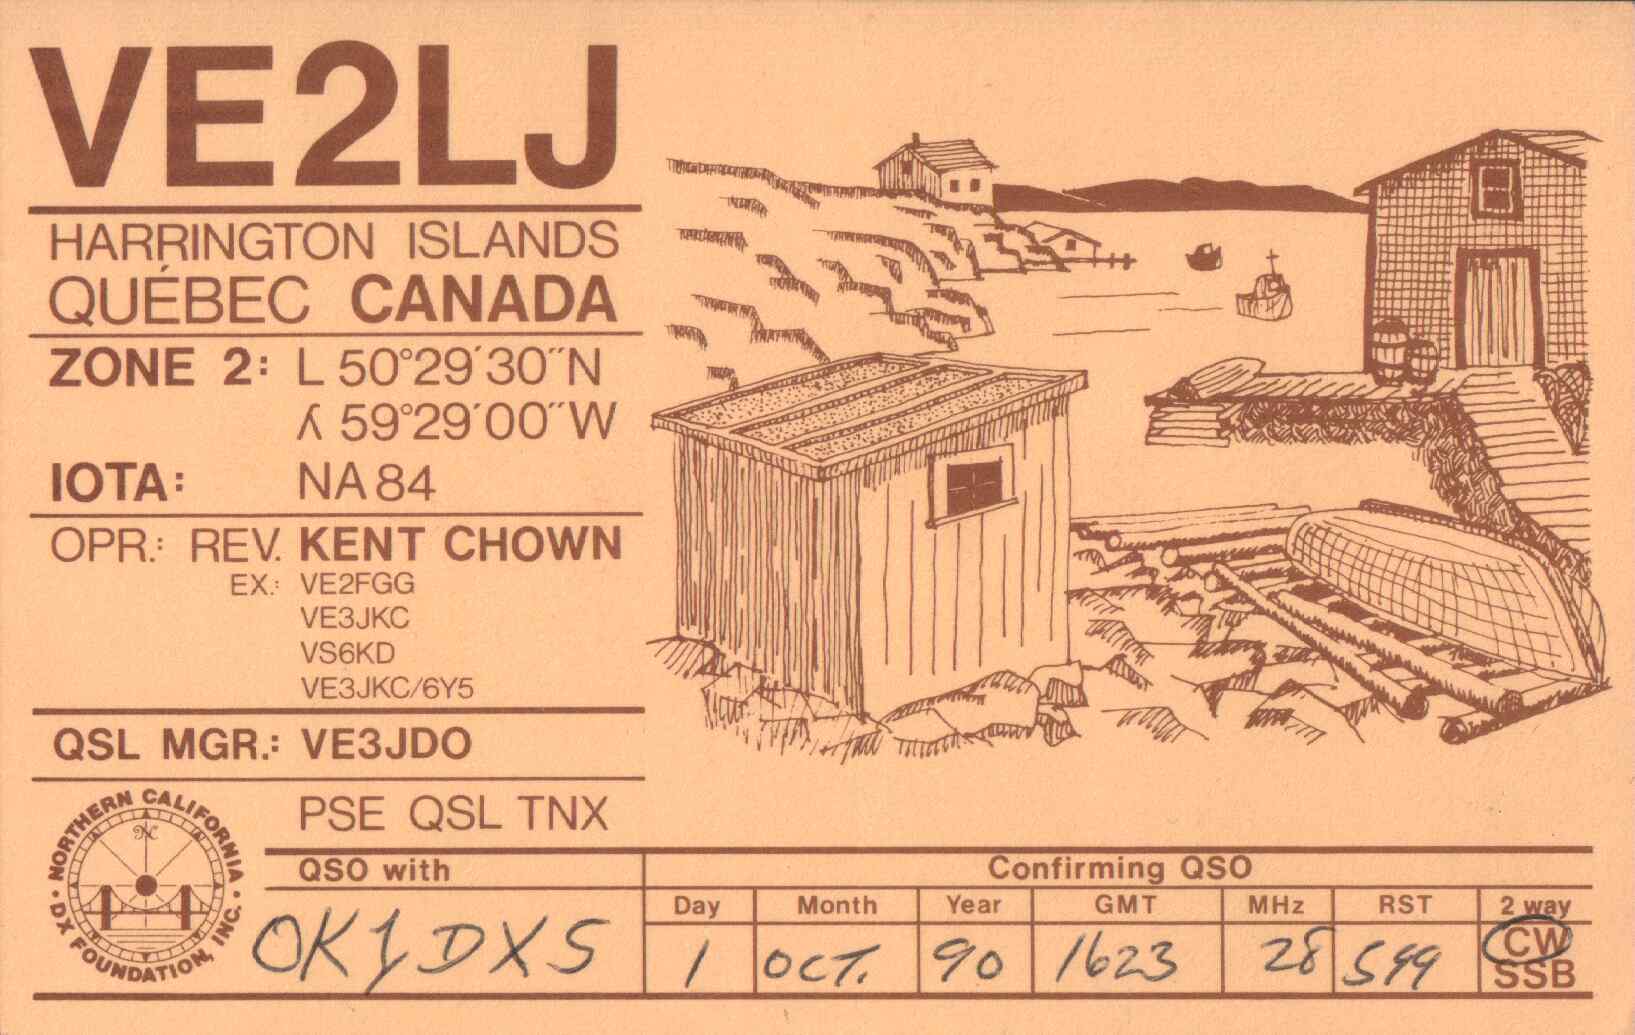 VE2LJ
HARRINGTON ISLANDS
QUÉBEC CANADA
ZONE 2: L 50°29´30˝N
ʎ 59°29´00˝W
IOTA: NA84
OPR.: REV. KENT CHOWN
EX.: VE2FGG
VE3JKC
VS6KD
VE3JKC/6Y5
QSL MGR.: VE3JDO
PSE QSL TNX
NORTHERN CALIFORNIA
DX FOUNDATION, INC.
N
QSO with Confirming QSO
Day Month Year GMT MHz RST 2 way
OK1DXS 1 OCT. 90 1623 28 599 CW
SSB